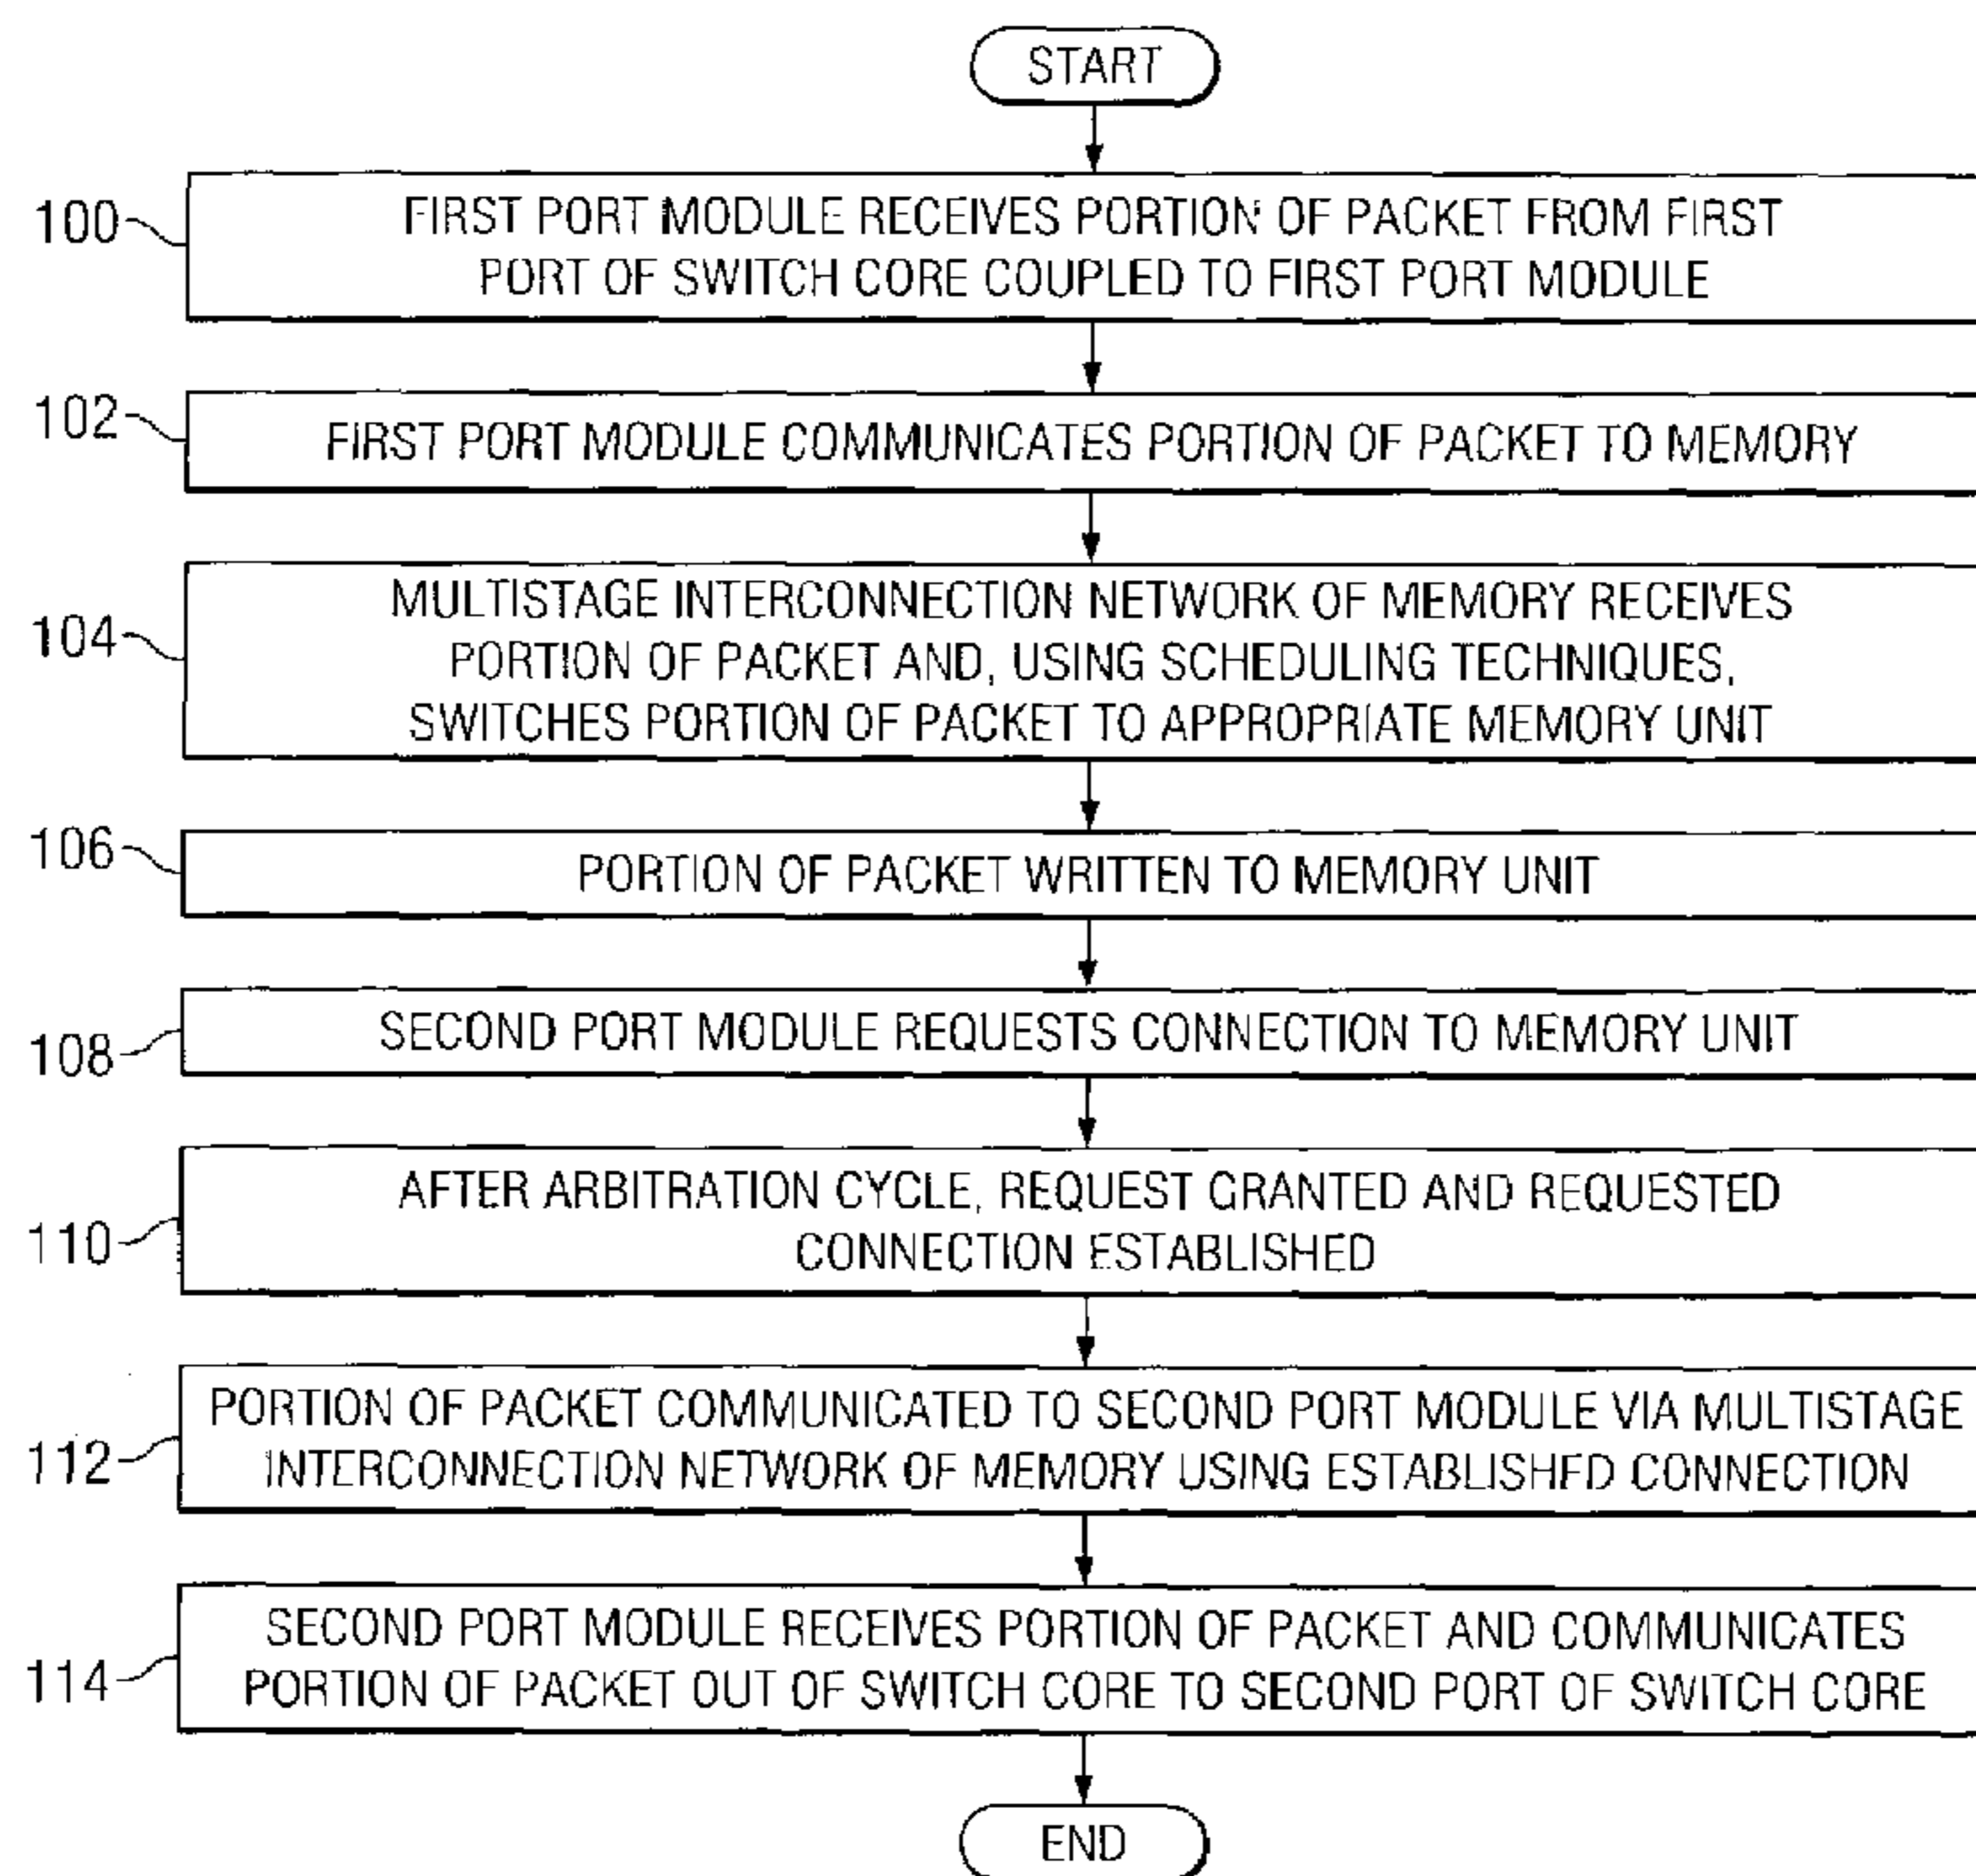 START
100
FIRST PORT MODULE RECEIVES PORTION OF PACKET FROM FIRST
PORT OF SWITCH CORE COUPLED TO FIRST PORT MODULE
102
FIRST PORT MODULE COMMUNICATES PORTION OF PACKET TO MEMORY
104
MULTISTAGE INTERCONNECTION NETWORK OF MEMORY RECEIVES
PORTION OF PACKET AND, USING SCHEDULING TECHNIQUES,
SWITCHES PORTION OF PACKET TO APPROPRIATE MEMORY UNIT
106
PORTION OF PACKET WRITTEN TO MEMORY UNIT
108
SECOND PORT MODULE REQUESTS CONNECTION TO MEMORY UNIT
110
AFTER ARBITRATION CYCLE, REQUEST GRANTED AND REQUESTED
CONNECTION ESTABLISHED
112
PORTION OF PACKET COMMUNICATED TO SECOND PORT MODULE VIA MULTISTAGE
INTERCONNECTION NETWORK OF MEMORY USING ESTABLISHED CONNECTION
114
SECOND PORT MODULE RECEIVES PORTION OF PACKET AND COMMUNICATES
PORTION OF PACKET OUT OF SWITCH CORE TO SECOND PORT OF SWITCH CORE
END